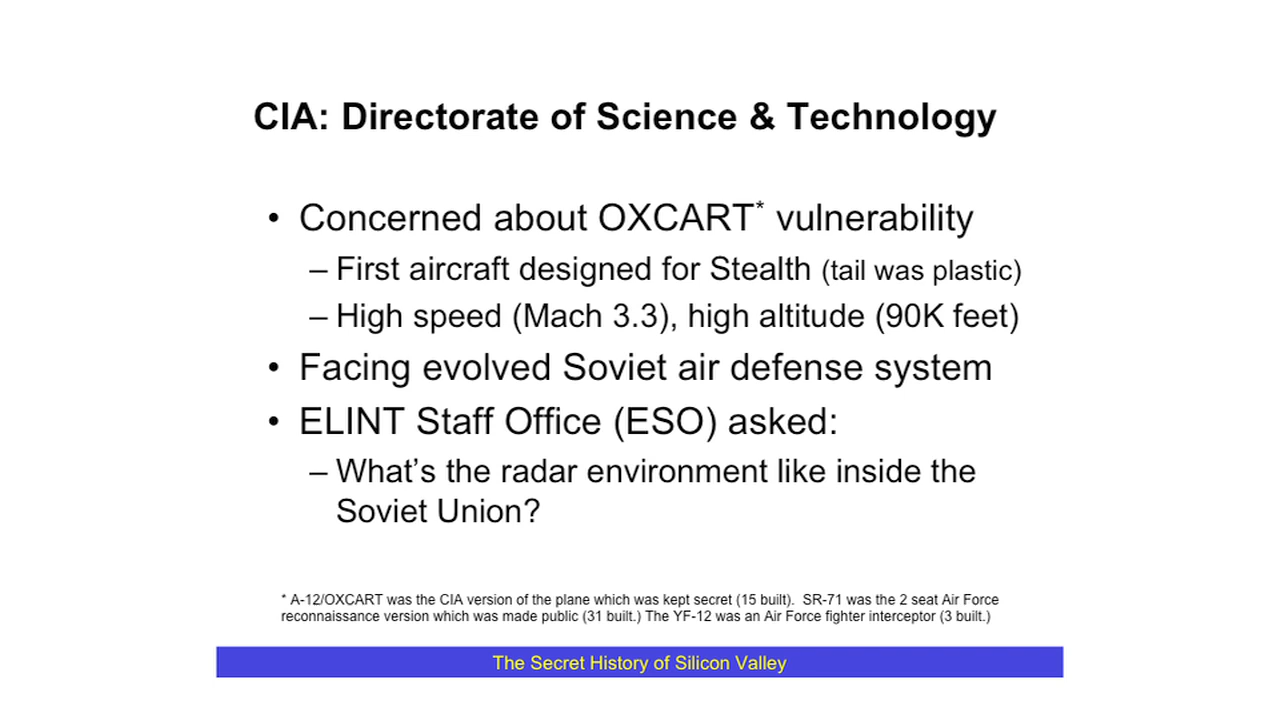 CIA: Directorate of Science & Technology
• Concerned about OXCART* vulnerability
– First aircraft designed for Stealth (tail was plastic)
– High speed (Mach 3.3), high altitude (90K feet)
• Facing evolved Soviet air defense system
• ELINT Staff Office (ESO) asked:
– What’s the radar environment like inside the
Soviet Union?
* A-12/OXCART was the CIA version of the plane which was kept secret (15 built).  SR-71 was the 2 seat Air Force
reconnaissance version which was made public (31 built.) The YF-12 was an Air Force fighter interceptor (3 built.)
The Secret History of Silicon Valley